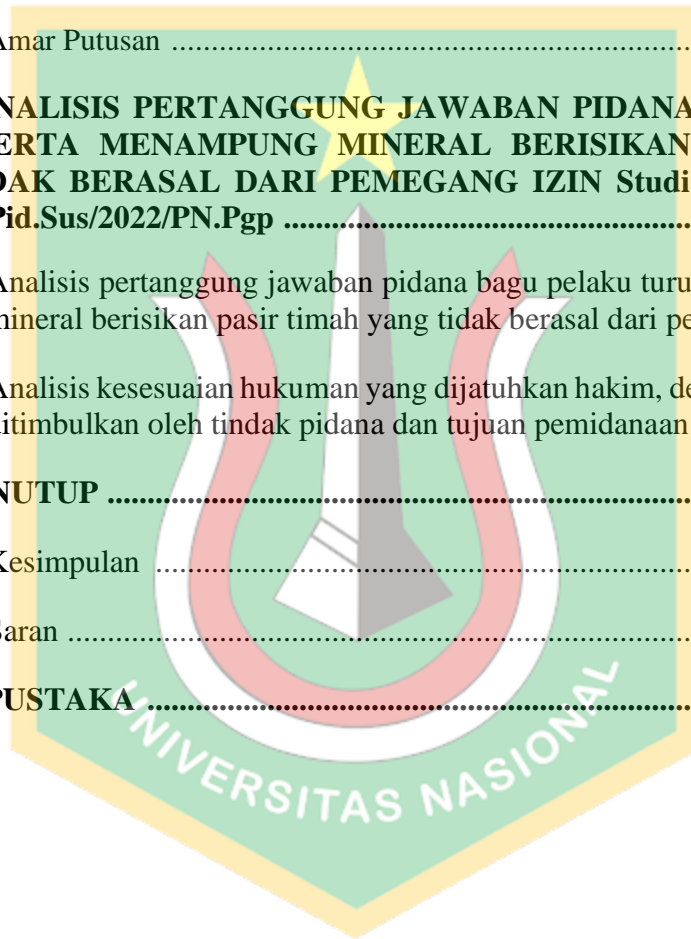 Amar Putusan ..................................................................
NALISIS PERTANGGUNG JAWABAN PIDANA
ERTA MENAMPUNG MINERAL BERISIKAN
DAK BERASAL DARI PEMEGANG IZIN Studi
Pid.Sus/2022/PN.Pgp ...................................................
Analisis pertanggung jawaban pidana bagu pelaku turu
mineral berisikan pasir timah yang tidak berasal dari pe
Analisis kesesuaian hukuman yang dijatuhkan hakim, de
ditimbulkan oleh tindak pidana dan tujuan pemidanaan
NUTUP .........................................................................
Kesimpulan ...................................................................
Saran .............................................................................
PUSTAKA ....................................................................
UNIVERSITAS NASIONAL